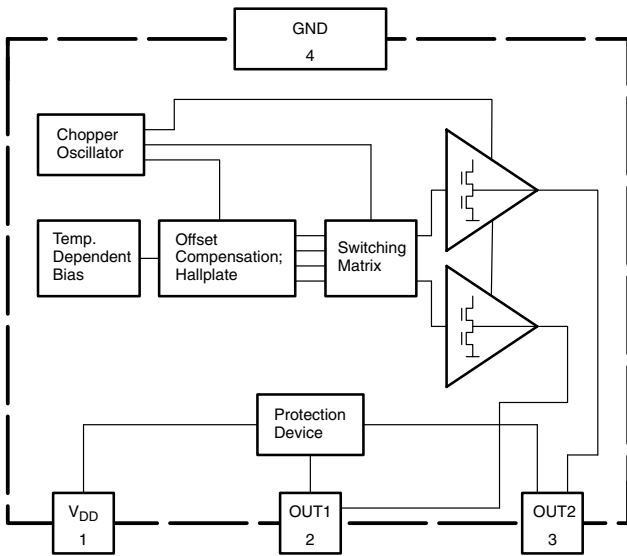 GND
4
Chopper
Oscillator
Temp.
Dependent
Bias
Offset
Compensation;
Hallplate
Switching
Matrix
Protection
Device
VDD
1
OUT1
2
OUT2
3